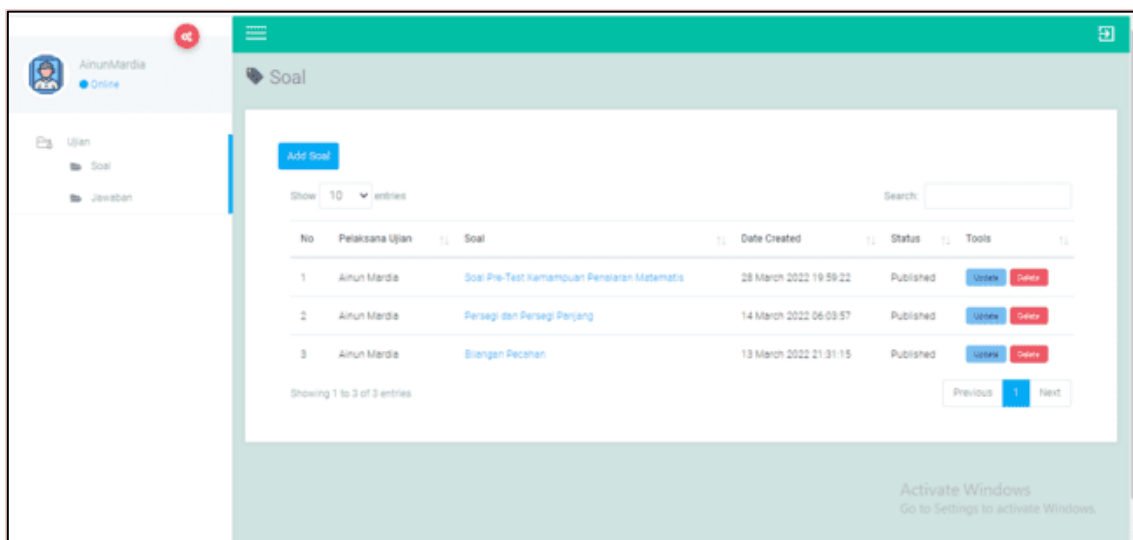 AinunMardia
Online
Ujian
Soal
Jawaban
Soal
Add Soal
Show 10 entries
Search:
No Pelaksana Ujian Soal Date Created Status Tools
1 Ainun Mardia Soal Pre-Test Kemampuan Penalaran Matematis 28 March 2022 19:59:22 Published Update Delete
2 Ainun Mardia Persegi dan Persegi Panjang 14 March 2022 06:03:57 Published Update Delete
3 Ainun Mardia Bilangan Pecahan 13 March 2022 21:31:15 Published Update Delete
Showing 1 to 3 of 3 entries
Previous 1 Next
Activate Windows
Go to Settings to activate Windows.